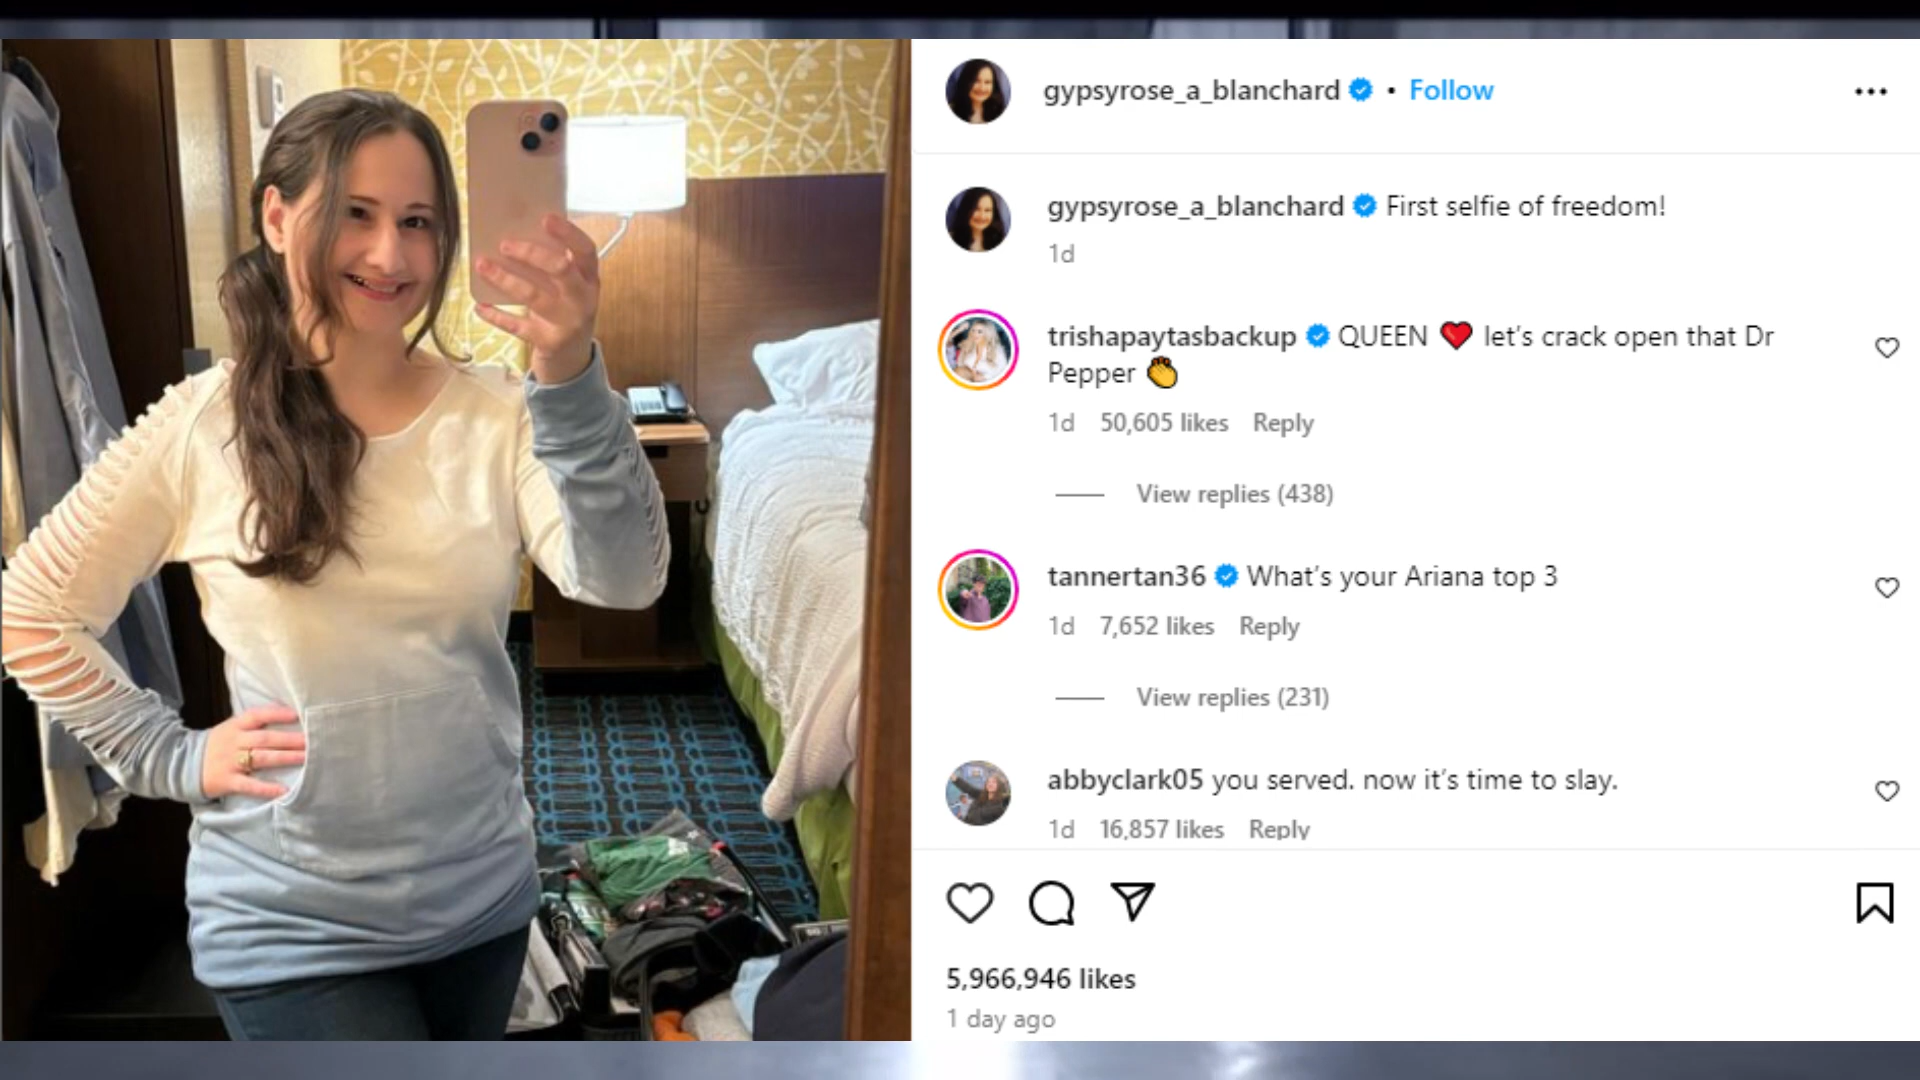 gypsyrose_a_blanchard • Follow
gypsyrose_a_blanchard First selfie of freedom!
1d
trishapaytasbackup QUEEN ❤️ let's crack open that Dr
Pepper 👏
1d 50,605 likes Reply
View replies (438)
tannertan36 What's your Ariana top 3
1d 7,652 likes Reply
View replies (231)
abbyclark05 you served. now it's time to slay.
1d 16,857 likes Reply
5,966,946 likes
1 day ago